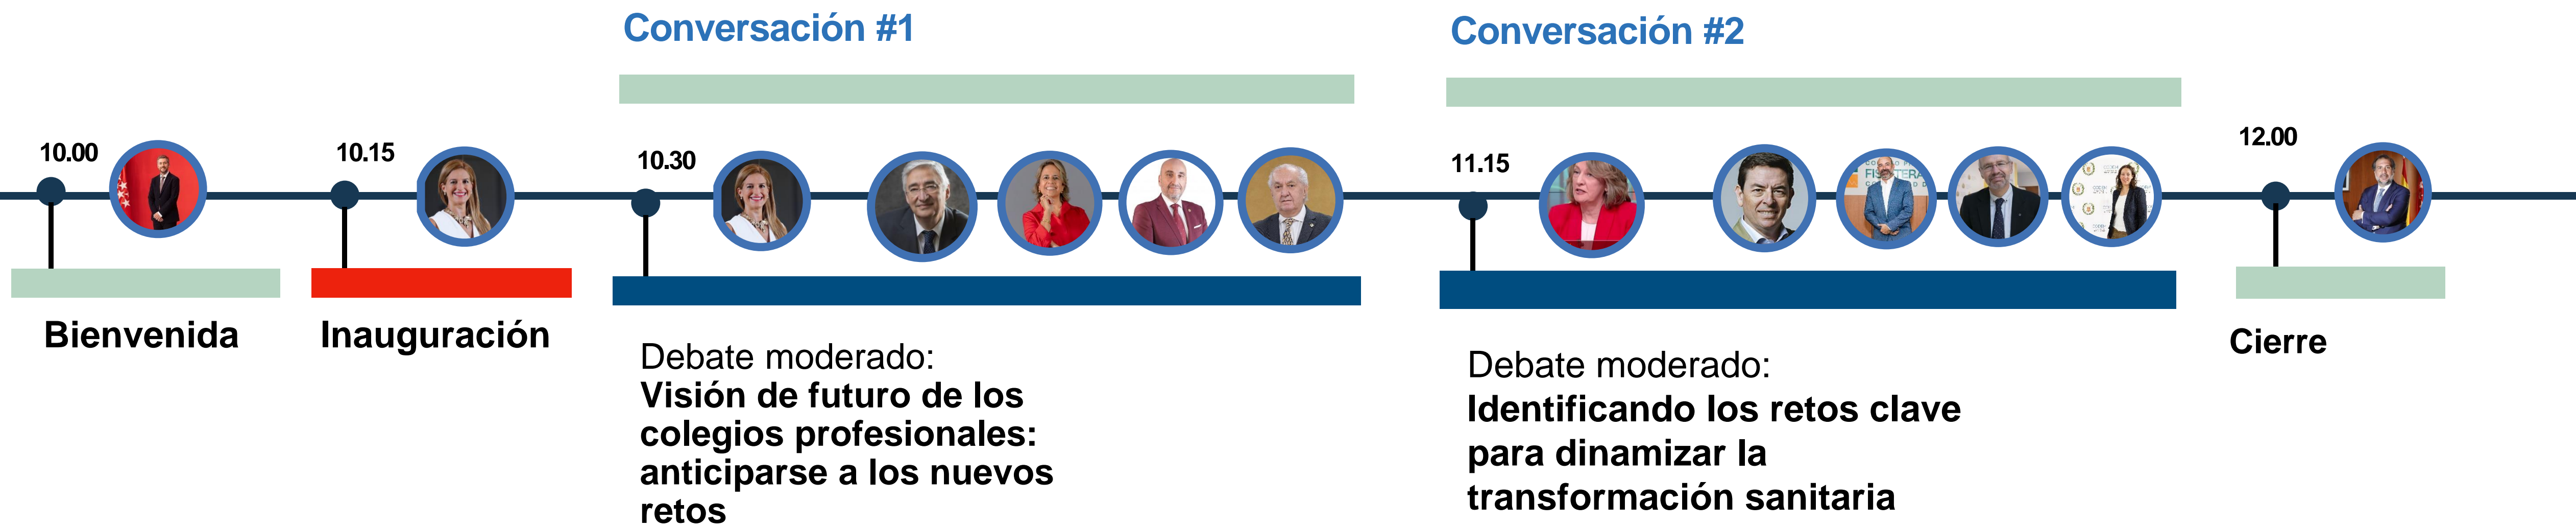 Conversación #1
Conversación #2
10.00
10.15
10.30
11.15
12.00
Bienvenida
Inauguración
Debate moderado:
Visión de futuro de los
colegios profesionales:
anticiparse a los nuevos
retos
Debate moderado:
Identificando los retos clave
para dinamizar la
transformación sanitaria
Cierre